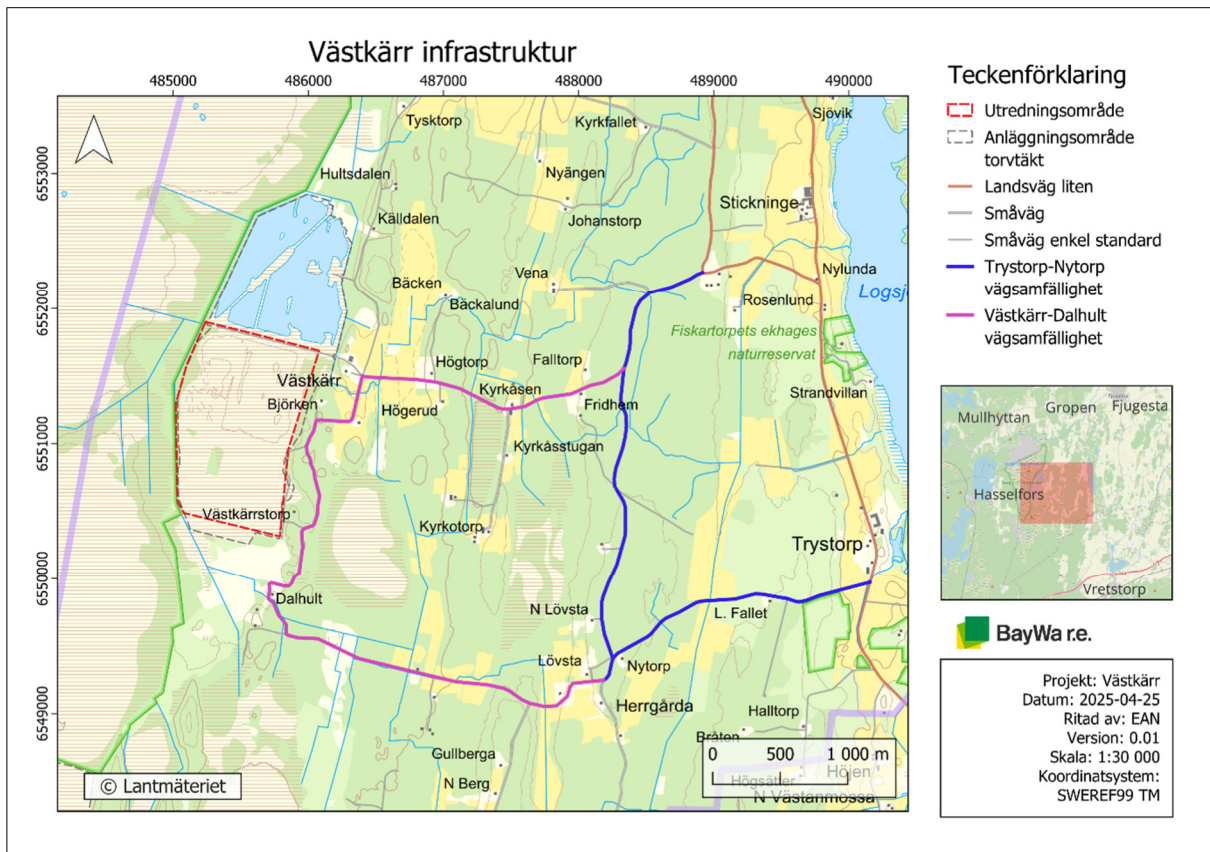 Västkärr infrastruktur
485000 486000 487000 488000 489000 490000
6553000
6552000
6551000
6550000
6549000
Sjövik
Tysktorp
Kyrkfallet
Hultsdalen
Nyängen
Stickninge
Källdalen
Johanstorp
Vena
Nylunda
Bäcken
Bäckalund
Rosenlund
Logsj
Fiskartorpets ekhages
naturreservat
Högtorp
Falltorp
Västkärr
Kyrkåsen
Strandvillan
Björken
Högerud
Fridhem
Kyrkåsstugan
Västkärrstorp
Kyrkotorp
Trystorp
Dalhult
N Lövsta
L. Fallet
Lövsta
Nytorp
Herrgårda
Halltorp
Bråten
Gullberga
Högsätter
Höjen
N Berg
N Västanmossa
0 500 1 000 m
© Lantmäteriet
Teckenförklaring
Utredningsområde
Anläggningsområde
torvtäkt
Landsväg liten
Småväg
Småväg enkel standard
Trystorp-Nytorp
vägsamfällighet
Västkärr-Dalhult
vägsamfällighet
Mullhyttan
Gropen
Fjugesta
Hasselfors
Vretstorp
BayWa r.e.
Projekt: Västkärr
Datum: 2025-04-25
Ritad av: EAN
Version: 0.01
Skala: 1:30 000
Koordinatsystem:
SWEREF99 TM